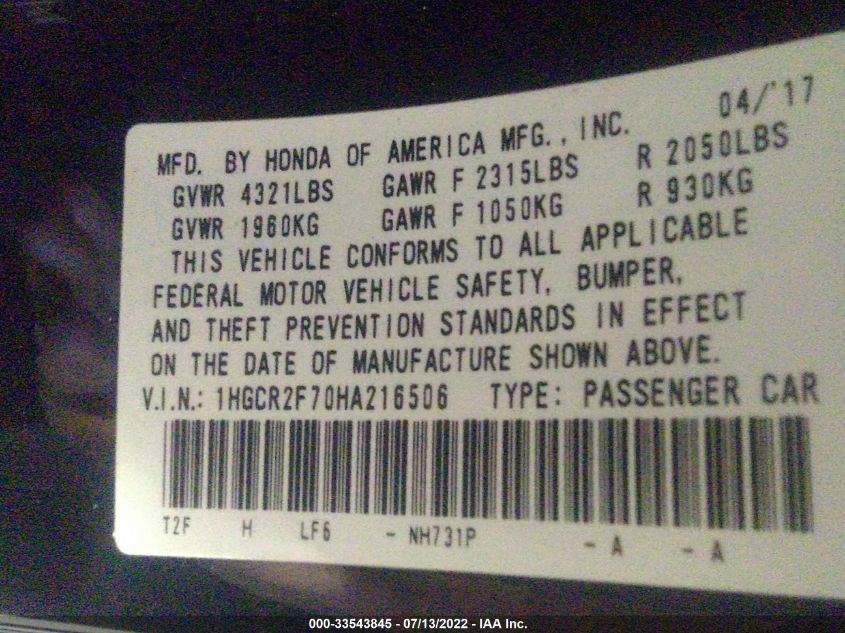 04/'17
MFD. BY HONDA OF AMERICA MFG., INC.
GVWR 4321LBS GAWR F 2315LBS R 2050LBS
GVWR 1960KG GAWR F 1050KG R 930KG
THIS VEHICLE CONFORMS TO ALL APPLICABLE
FEDERAL MOTOR VEHICLE SAFETY, BUMPER,
AND THEFT PREVENTION STANDARDS IN EFFECT
ON THE DATE OF MANUFACTURE SHOWN ABOVE.
V.I.N.: 1HGCR2F70HA216506 TYPE: PASSENGER CAR
T2F H LF6 - NH731P - A - A
000-33543845 - 07/13/2022 - IAA Inc.